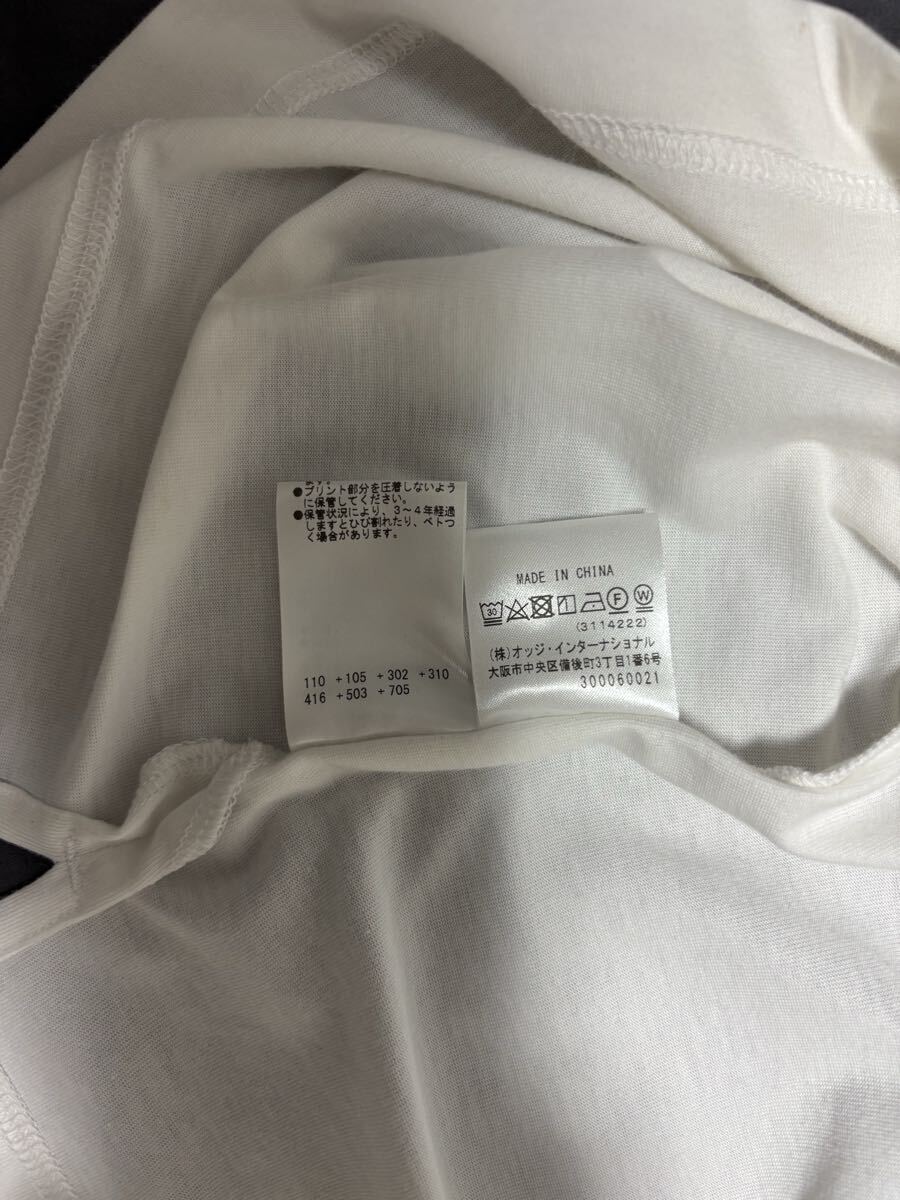 ます。
●プリント部分を圧着しないよう
に保管してください。
●保管状況により、3〜4年経過
しますとひび割れたり、ベトつ
く場合があります。
110 +105 +302 +310
416 +503 +705
MADE IN CHINA
30
F
W
(3114222)
(株)オッジ・インターナショナル
大阪市中央区備後町3丁目1番6号
300060021